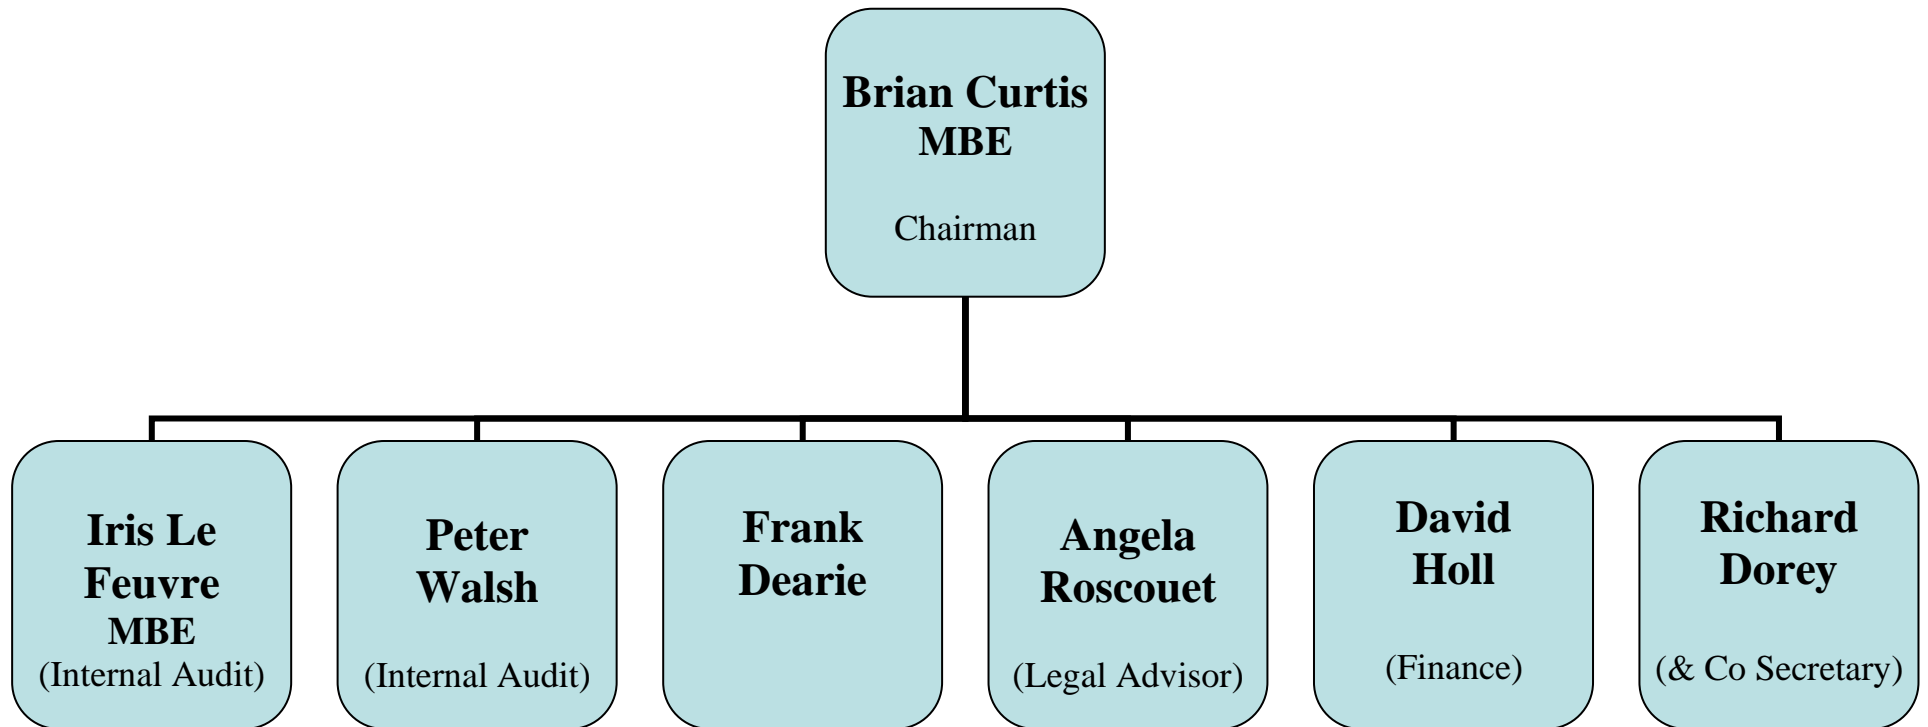 Brian Curtis
MBE
Chairman
Iris Le
Feuvre
MBE
(Internal Audit)
Peter
Walsh
(Internal Audit)
Frank
Dearie
Angela
Roscouet
(Legal Advisor)
David
Holl
(Finance)
Richard
Dorey
(& Co Secretary)